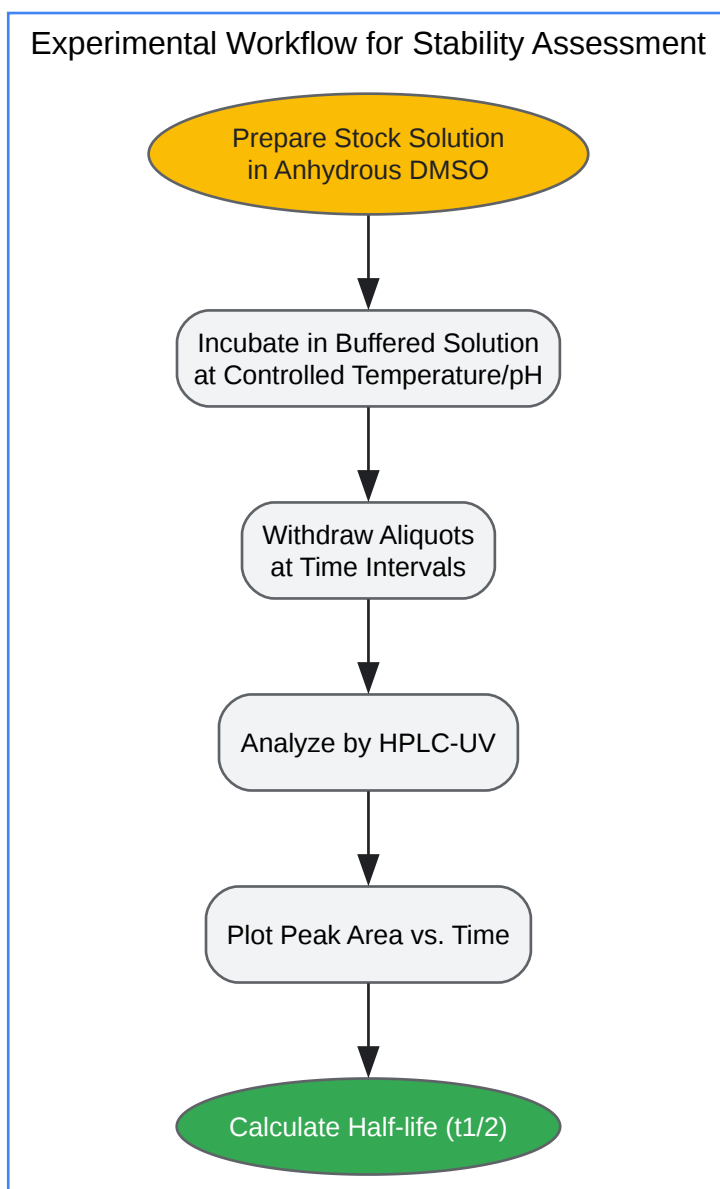 Experimental Workflow for Stability Assessment
Prepare Stock Solution
in Anhydrous DMSO
Incubate in Buffered Solution
at Controlled Temperature/pH
Withdraw Aliquots
at Time Intervals
Analyze by HPLC-UV
Plot Peak Area vs. Time
Calculate Half-life (t1/2)